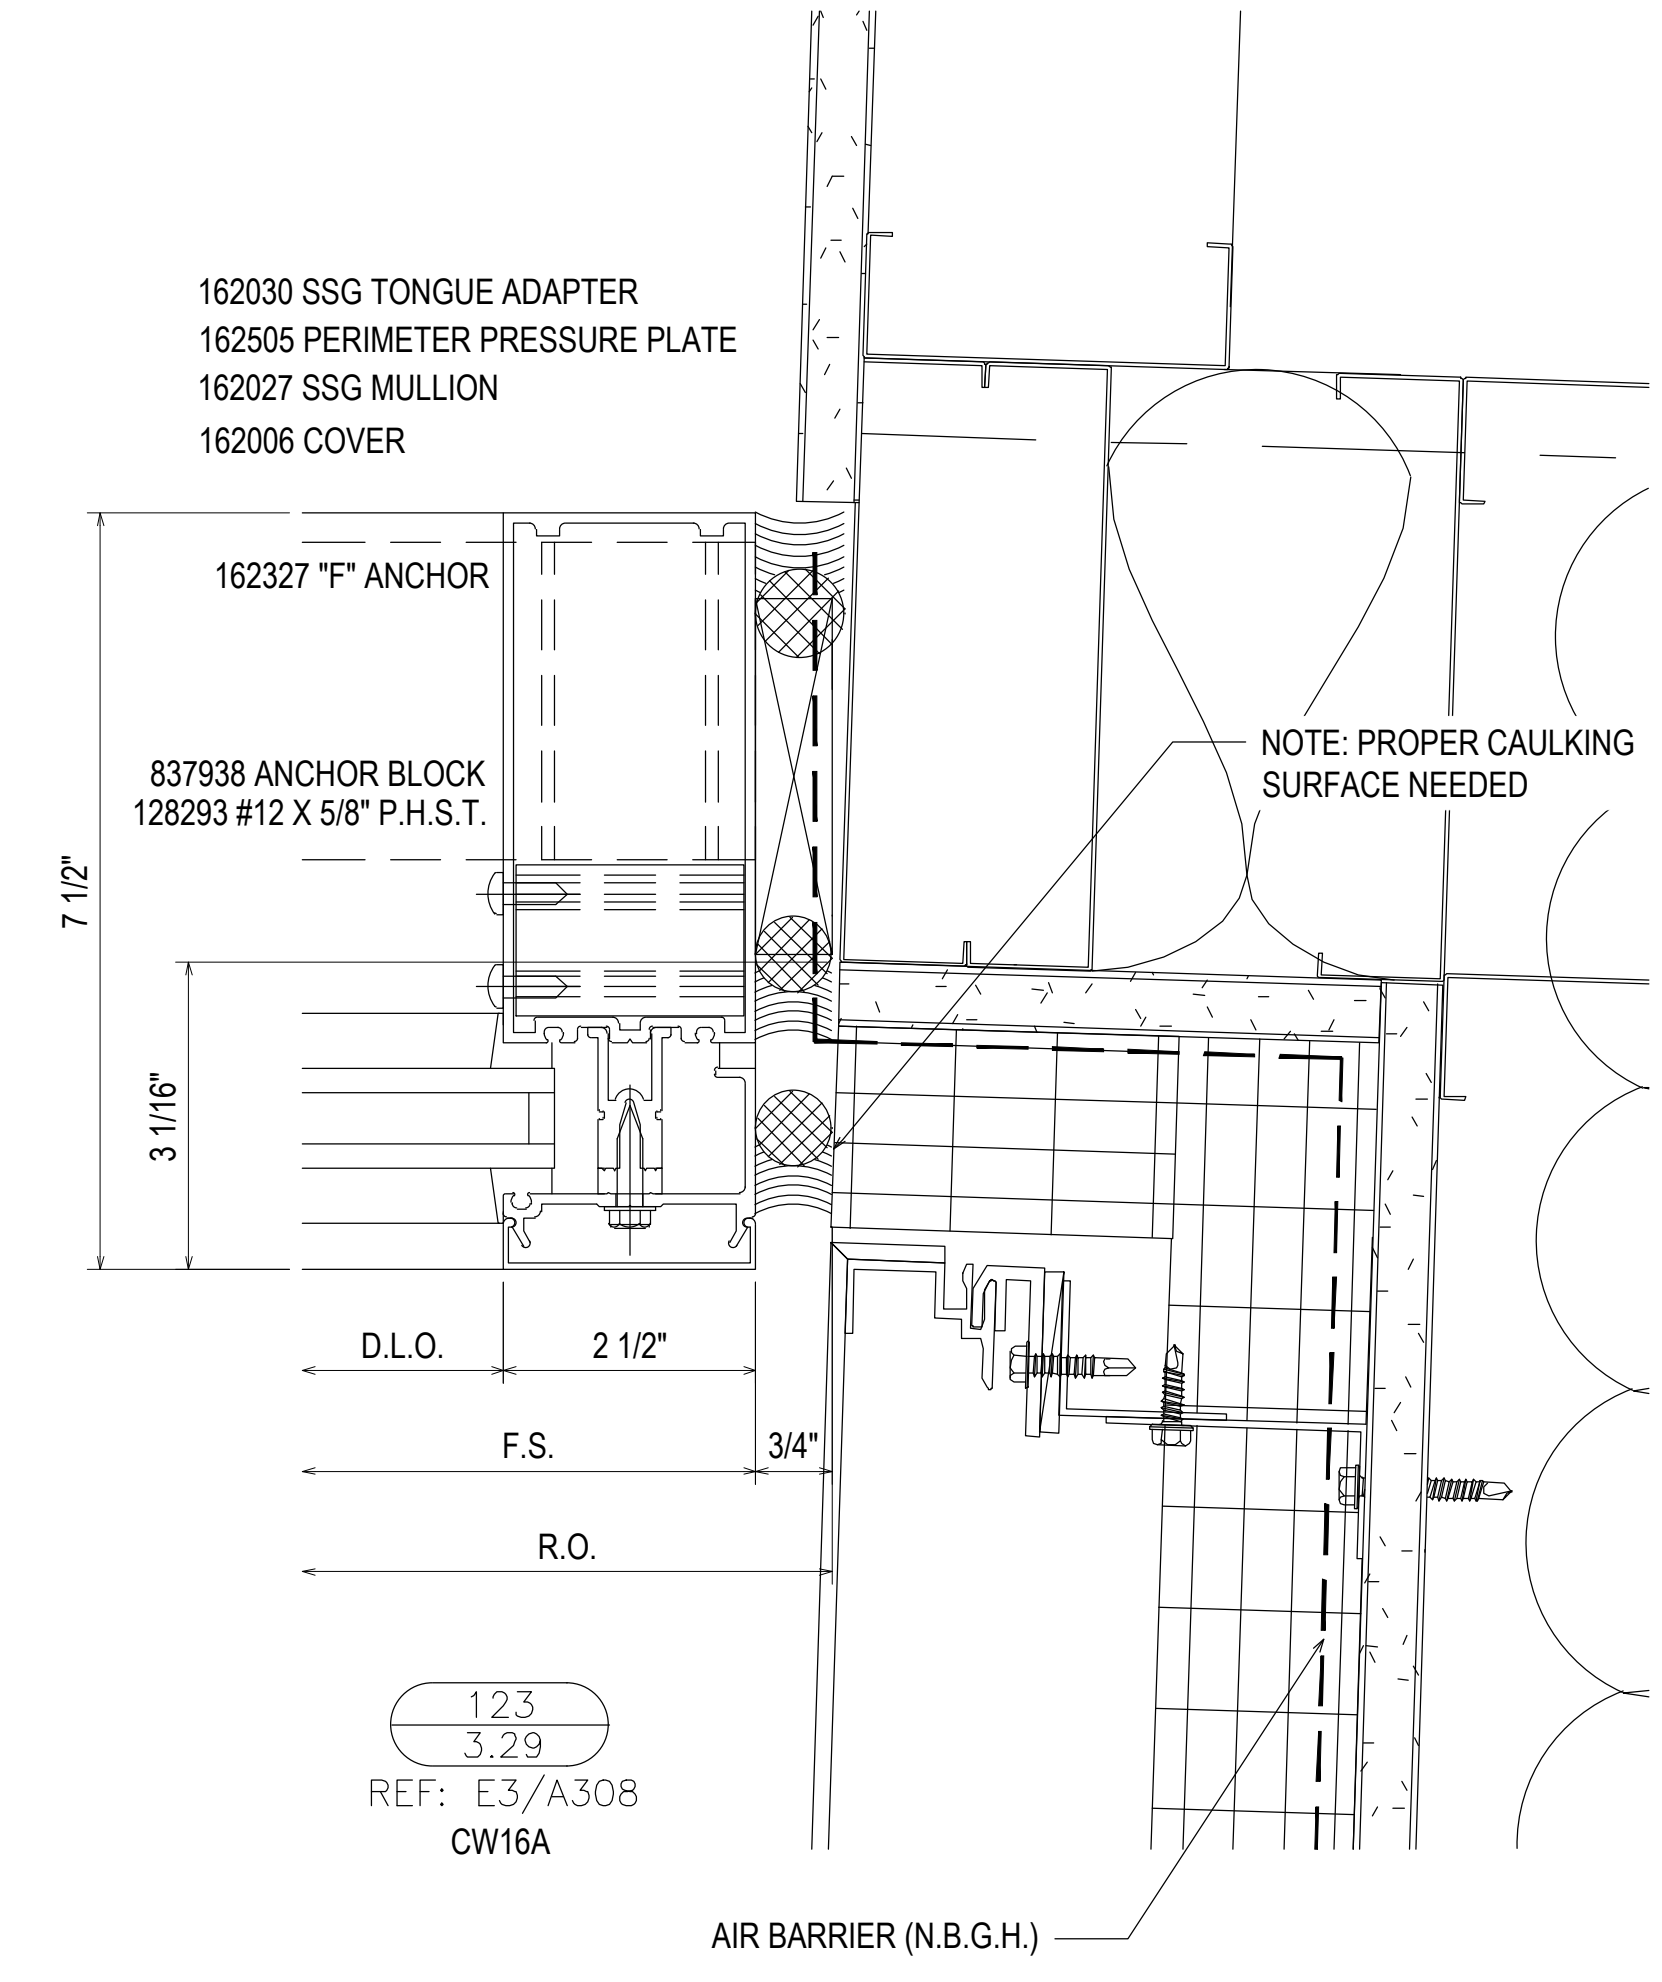 162030 SSG TONGUE ADAPTER
162505 PERIMETER PRESSURE PLATE
162027 SSG MULLION
162006 COVER
162327 "F" ANCHOR
NOTE: PROPER CAULKING
SURFACE NEEDED
837938 ANCHOR BLOCK
128293 #12 X 5/8" P.H.S.T.
7 1/2"
3 1/16"
D.L.O.
2 1/2"
F.S.
3/4"
R.O.
123
3.29
REF: E3/A308
CW16A
AIR BARRIER (N.B.G.H.)